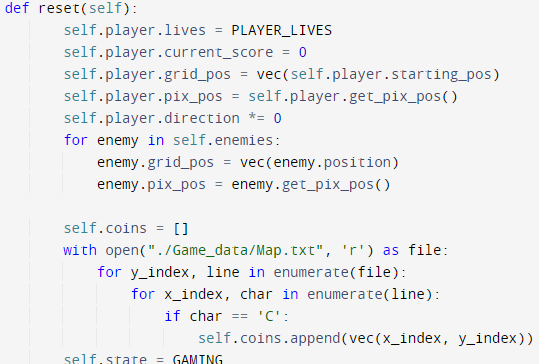 def reset(self):
self.player.lives = PLAYER_LIVES
self.player.current_score = 0
self.player.grid_pos = vec(self.player.starting_pos)
self.player.pix_pos = self.player.get_pix_pos()
self.player.direction *= 0
for enemy in self.enemies:
enemy.grid_pos = vec(enemy.position)
enemy.pix_pos = enemy.get_pix_pos()
self.coins = []
with open("./Game_data/Map.txt", 'r') as file:
for y_index, line in enumerate(file):
for x_index, char in enumerate(line):
if char == 'C':
self.coins.append(vec(x_index, y_index))
self.state = GAMING